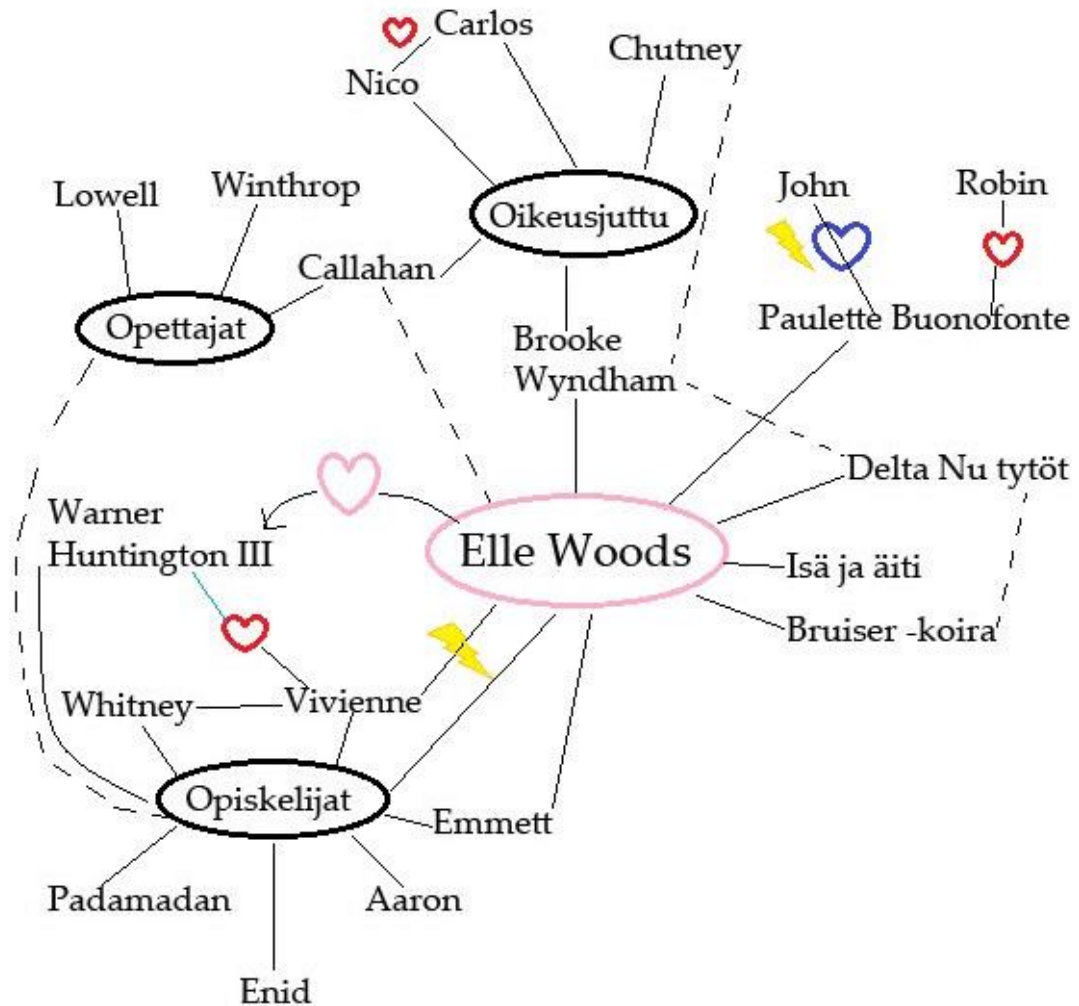 Carlos
Chutney
Nico
Lowell
Winthrop
John
Robin
Oikeusjuttu
Callahan
Opettajat
Paulette Buonofonte
Brooke
Wyndham
Delta Nu tytöt
Warner
Huntington III
Elle Woods
Isä ja äiti
Bruiser -koira
Whitney
Vivienne
Opiskelijat
Emmett
Padamadan
Aaron
Enid